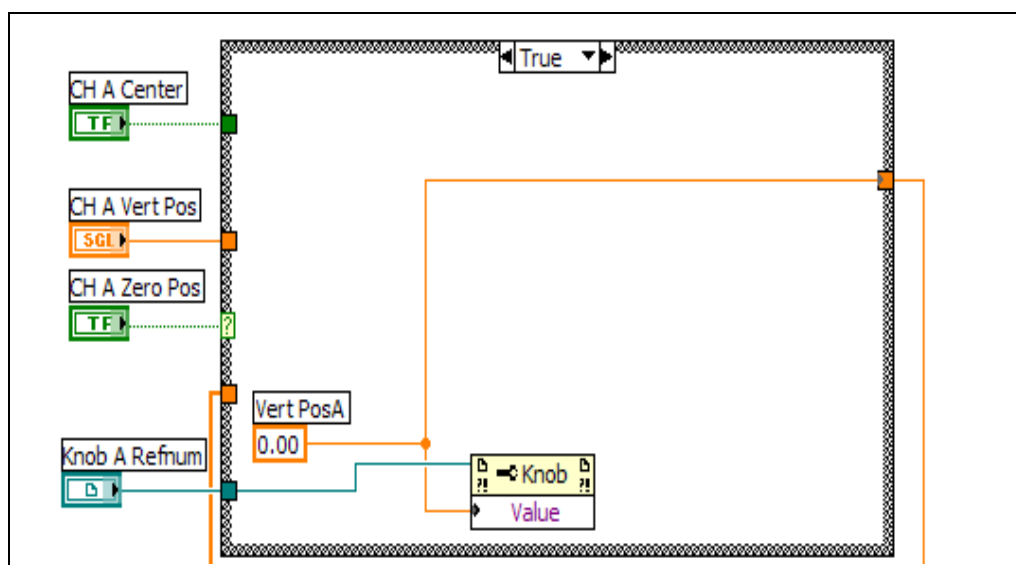 True
CH A Center
TF
CH A Vert Pos
SGL
CH A Zero Pos
TF
?
Vert PosA
0.00
Knob A Refnum
?! Knob ?!
Value